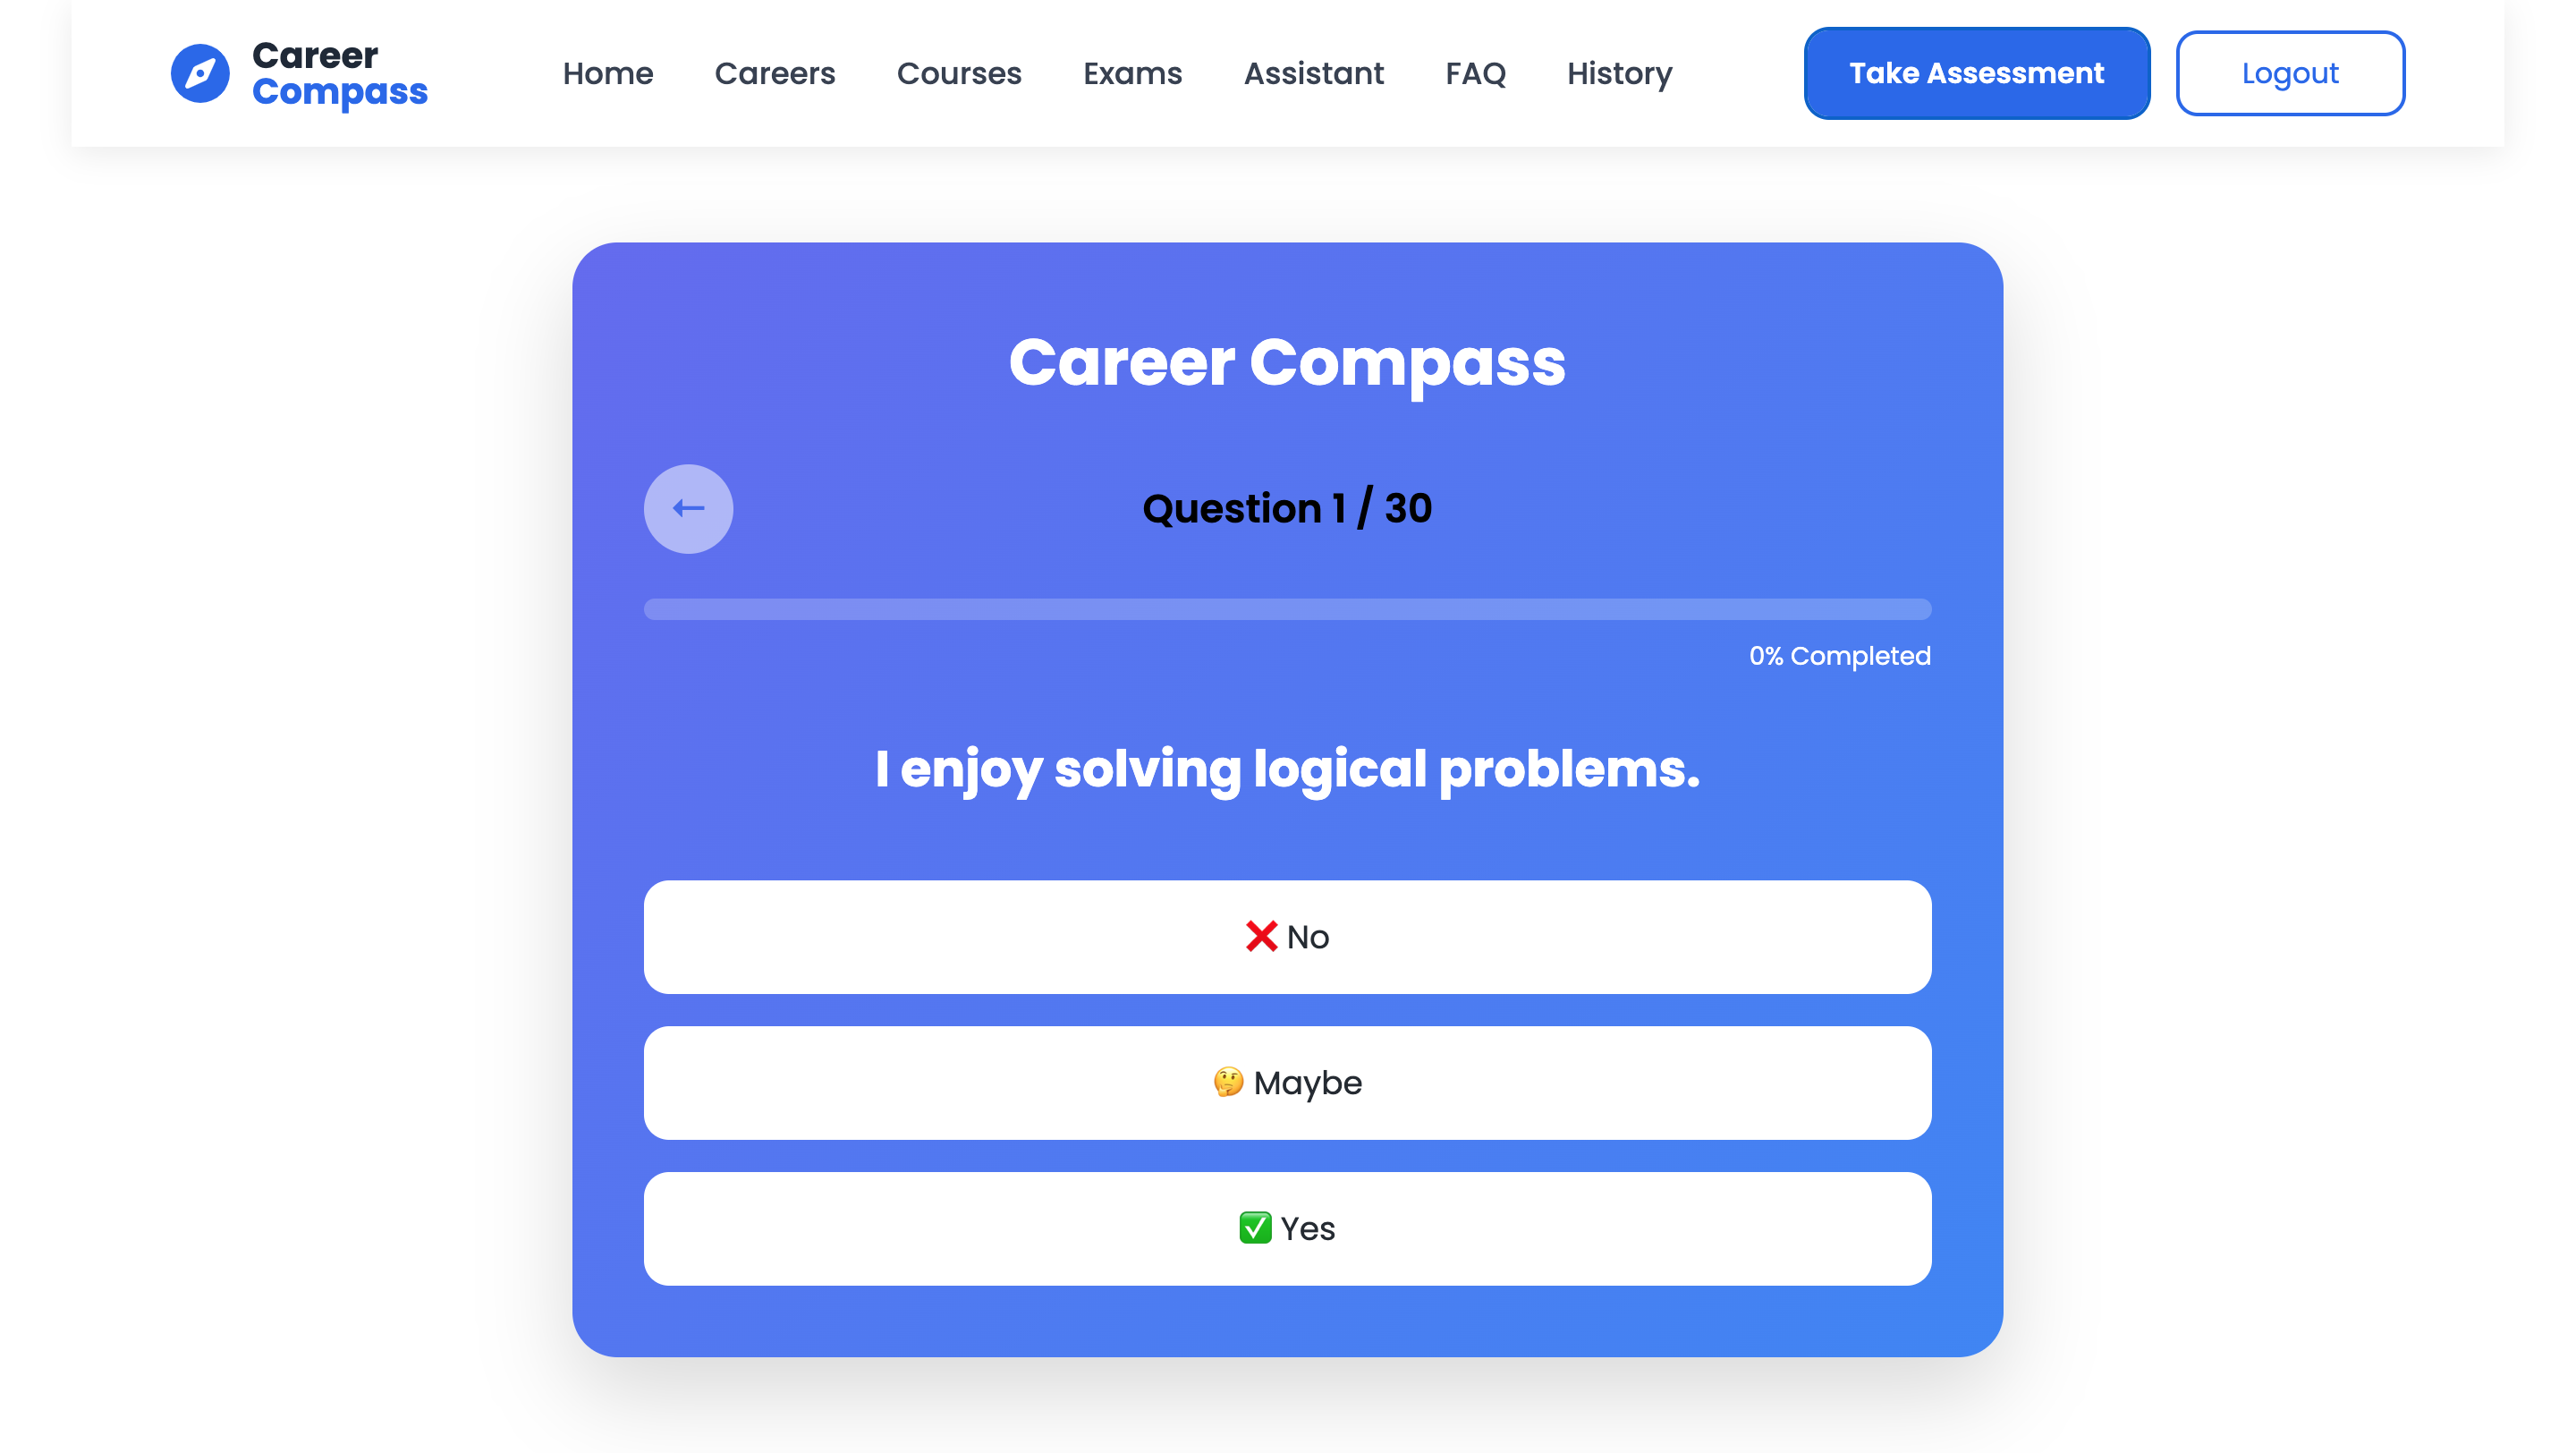 Career
Compass
Home
Careers
Courses
Exams
Assistant
FAQ
History
Take Assessment
Logout
Career Compass
←
Question 1 / 30
0% Completed
I enjoy solving logical problems.
❌ No
🤔 Maybe
✅ Yes